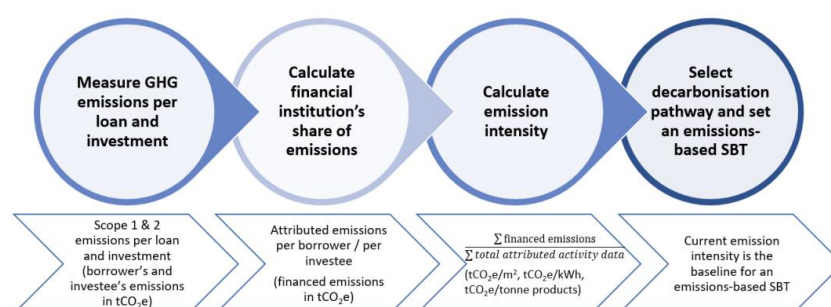 Measure GHG
emissions per
loan and
investment
Calculate
financial
institution's
share of
emissions
Calculate
emission
intensity
Select
decarbonisation
pathway and set
an emissions-
based SBT
Scope 1 & 2
emissions per loan
and investment
(borrower's and
investee's emissions
in tCO₂e)
Attributed emissions
per borrower / per
investee
(financed emissions
in tCO₂e)
∑ financed emissions
∑ total attributed activity data
(tCO₂e/m², tCO₂e/kWh,
tCO₂e/tonne products)
Current emission
intensity is the
baseline for an
emissions-based SBT